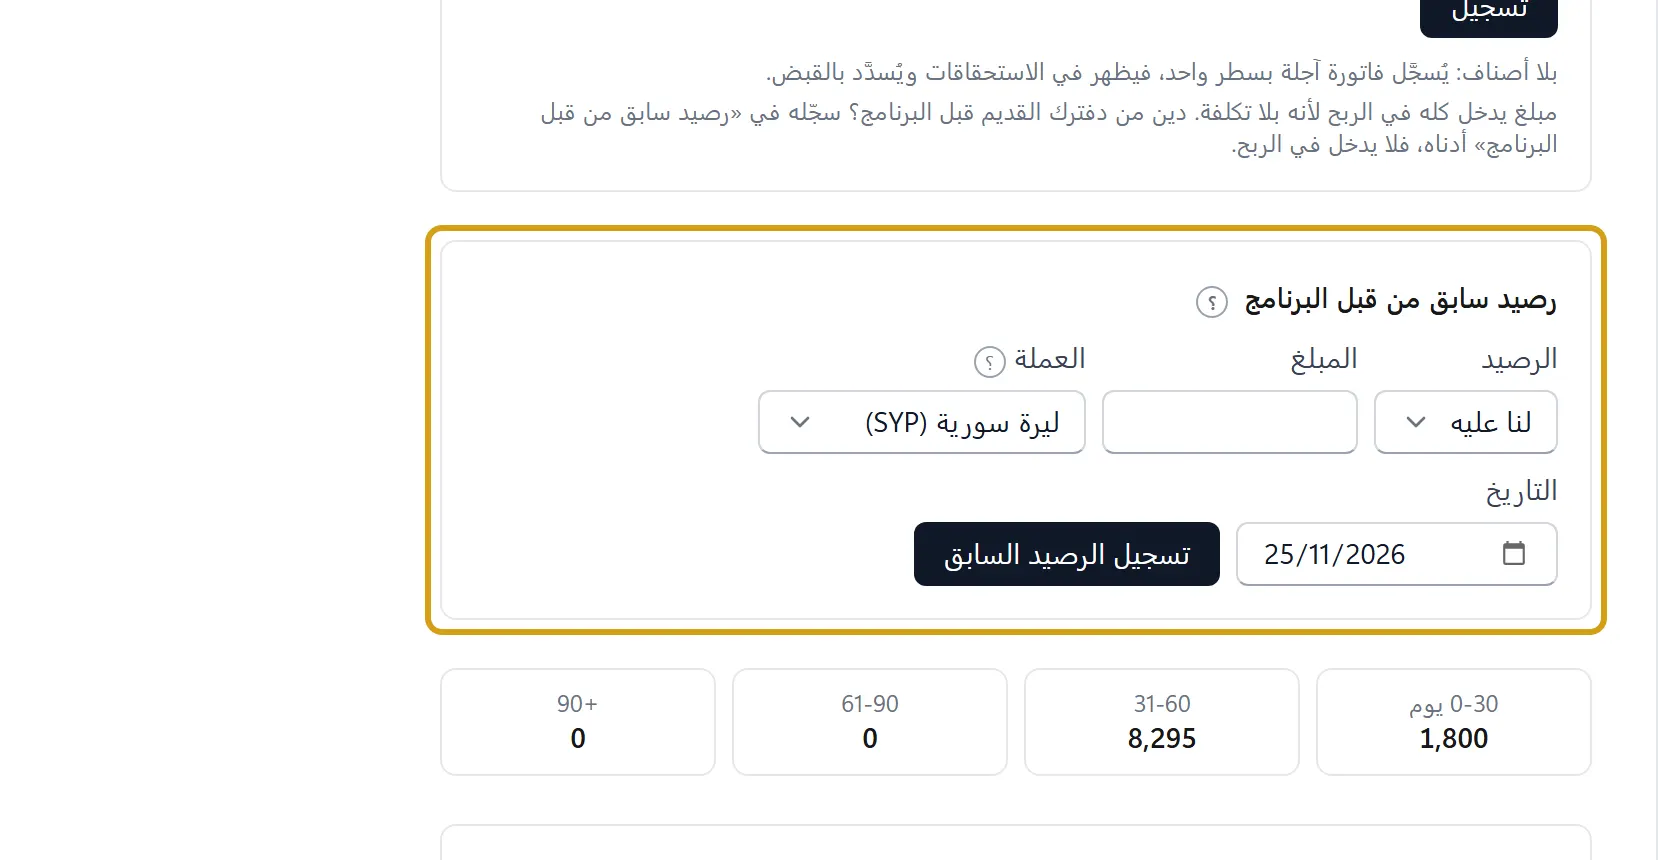 تسجيل
بلا أصناف: يُسجَّل فاتورة آجلة بسطر واحد، فيظهر في الاستحقاقات ويُسدَّد بالقبض.
مبلغ يدخل كله في الربح لأنه بلا تكلفة. دين من دفترك القديم قبل البرنامج؟ سجّله في «رصيد سابق من قبل
البرنامج» أدناه، فلا يدخل في الربح.
رصيد سابق من قبل البرنامج ؟
الرصيد المبلغ العملة ؟
لنا عليه ليرة سورية (SYP)
التاريخ
25/11/2026 تسجيل الرصيد السابق
0-30 يوم 31-60 61-90 90+
1,800 8,295 0 0